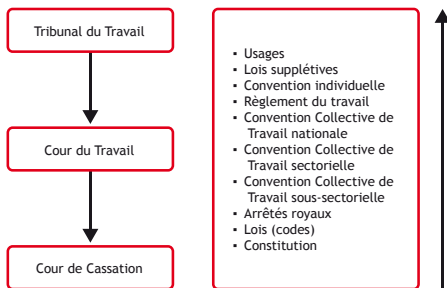 Tribunal du Travail
Cour du Travail
Cour de Cassation
▪ Usages
▪ Lois supplétives
▪ Convention individuelle
▪ Règlement du travail
▪ Convention Collective de
Travail nationale
▪ Convention Collective de
Travail sectorielle
▪ Convention Collective de
Travail sous-sectorielle
▪ Arrêtés royaux
▪ Lois (codes)
▪ Constitution